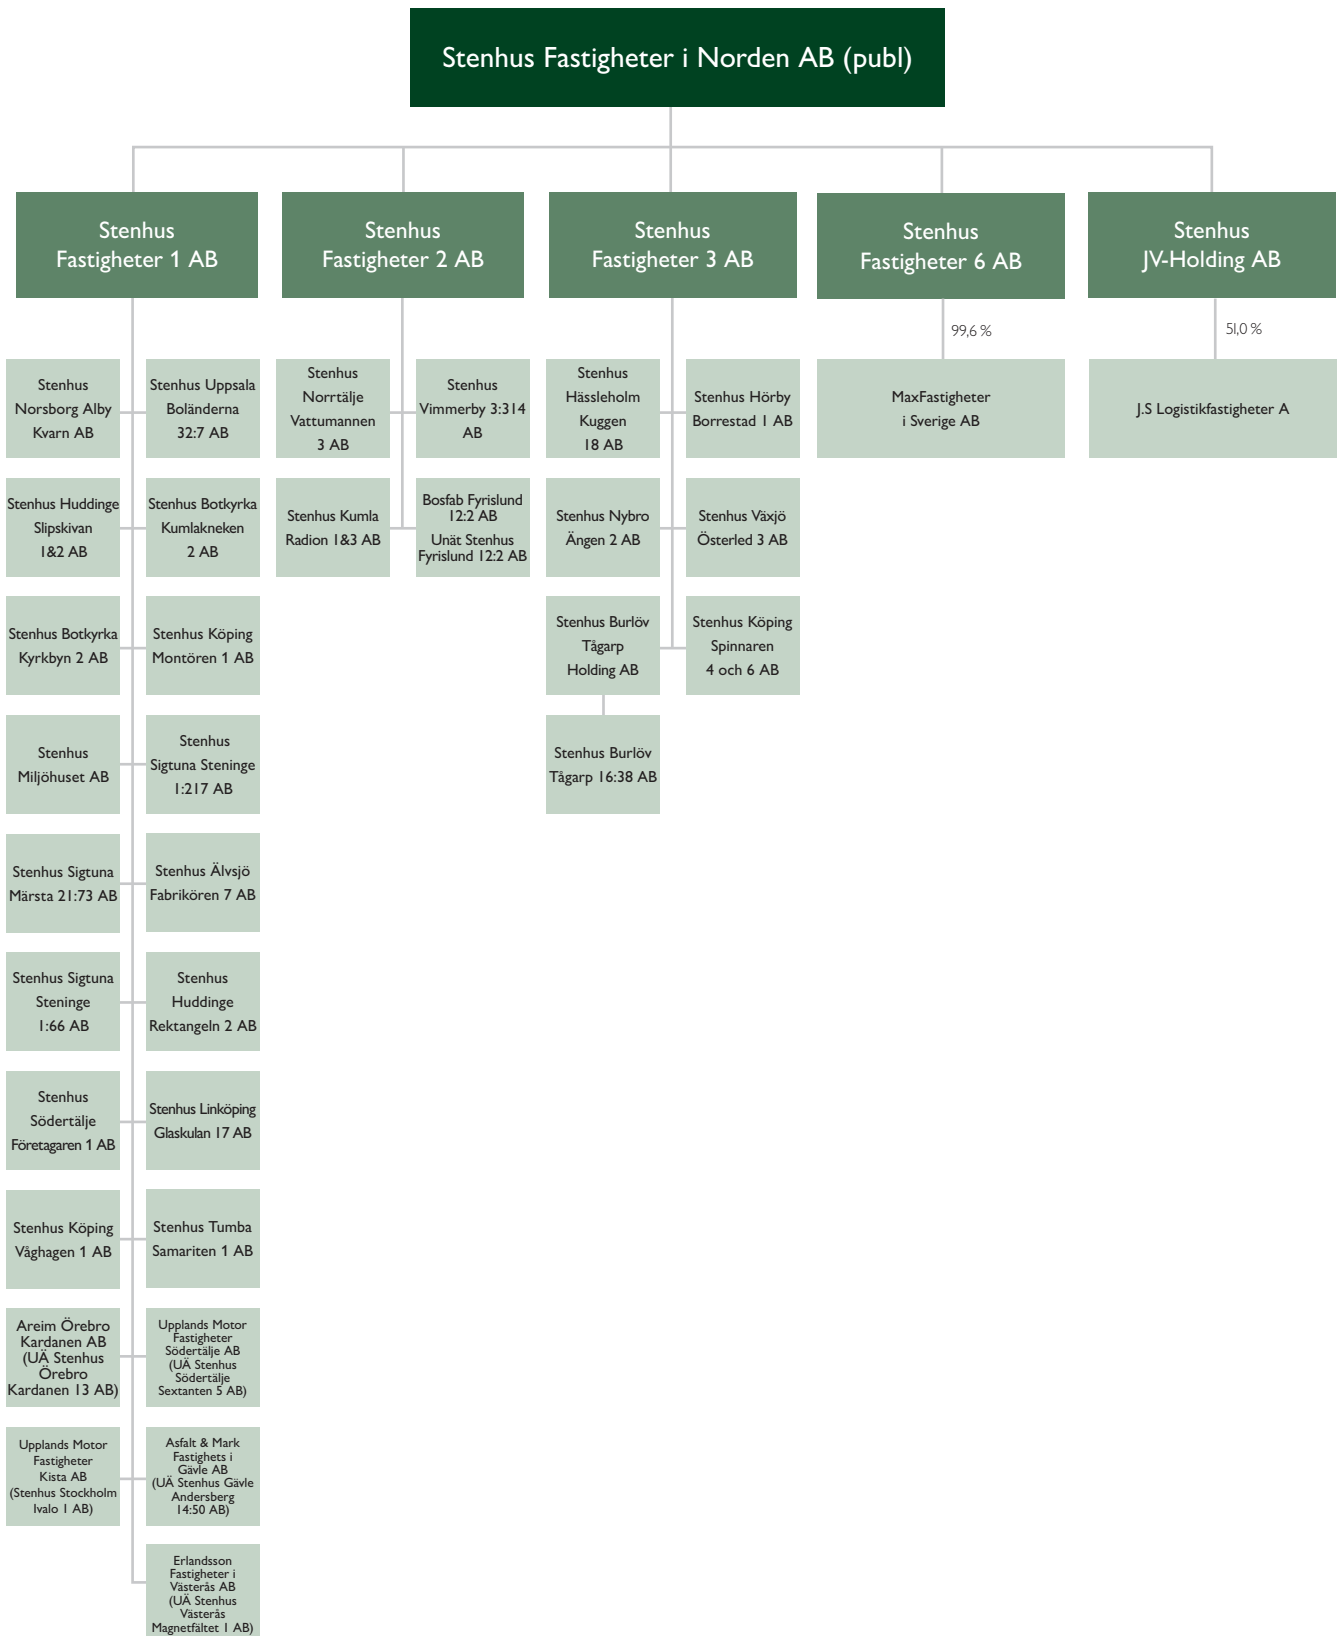 Stenhus Fastigheter i Norden AB (publ)
Stenhus
Fastigheter 1 AB
Stenhus
Fastigheter 2 AB
Stenhus
Fastigheter 3 AB
Stenhus
Fastigheter 6 AB
Stenhus
JV-Holding AB
99,6 %
51,0 %
Stenhus
Norsborg Alby
Kvarn AB
Stenhus Uppsala
Boländerna
32:7 AB
Stenhus Huddinge
Slipskivan
1&2 AB
Stenhus Botkyrka
Kumlakneken
2 AB
Stenhus Botkyrka
Kyrkbyn 2 AB
Stenhus Köping
Montören 1 AB
Stenhus
Miljöhuset AB
Stenhus
Sigtuna Steninge
1:217 AB
Stenhus Sigtuna
Märsta 21:73 AB
Stenhus Älvsjö
Fabrikören 7 AB
Stenhus Sigtuna
Steninge
1:66 AB
Stenhus
Huddinge
Rektangeln 2 AB
Stenhus
Södertälje
Företagaren 1 AB
Stenhus Linköping
Glaskulan 17 AB
Stenhus Köping
Våghagen 1 AB
Stenhus Tumba
Samariten 1 AB
Areim Örebro
Kardanen AB
(UÄ Stenhus
Örebro
Kardanen 13 AB)
Upplands Motor
Fastigheter
Södertälje AB
(UÄ Stenhus
Södertälje
Sextanten 5 AB)
Upplands Motor
Fastigheter
Kista AB
(Stenhus Stockholm
Ivalo 1 AB)
Asfalt & Mark
Fastighets i
Gävle AB
(UÄ Stenhus Gävle
Andersberg
14:50 AB)
Erlandsson
Fastigheter i
Västerås AB
(UÄ Stenhus
Västerås
Magnetfältet 1 AB)
Stenhus
Norrtälje
Vattumannen
3 AB
Stenhus
Vimmerby 3:314
AB
Stenhus Kumla
Radion 1&3 AB
Bosfab Fyrislund
12:2 AB
Unät Stenhus
Fyrislund 12:2 AB
Stenhus
Hässleholm
Kuggen
18 AB
Stenhus Hörby
Borrestad 1 AB
Stenhus Nybro
Ängen 2 AB
Stenhus Växjö
Österled 3 AB
Stenhus Burlöv
Tågarp
Holding AB
Stenhus Köping
Spinnaren
4 och 6 AB
Stenhus Burlöv
Tågarp 16:38 AB
MaxFastigheter
i Sverige AB
J.S Logistikfastigheter A